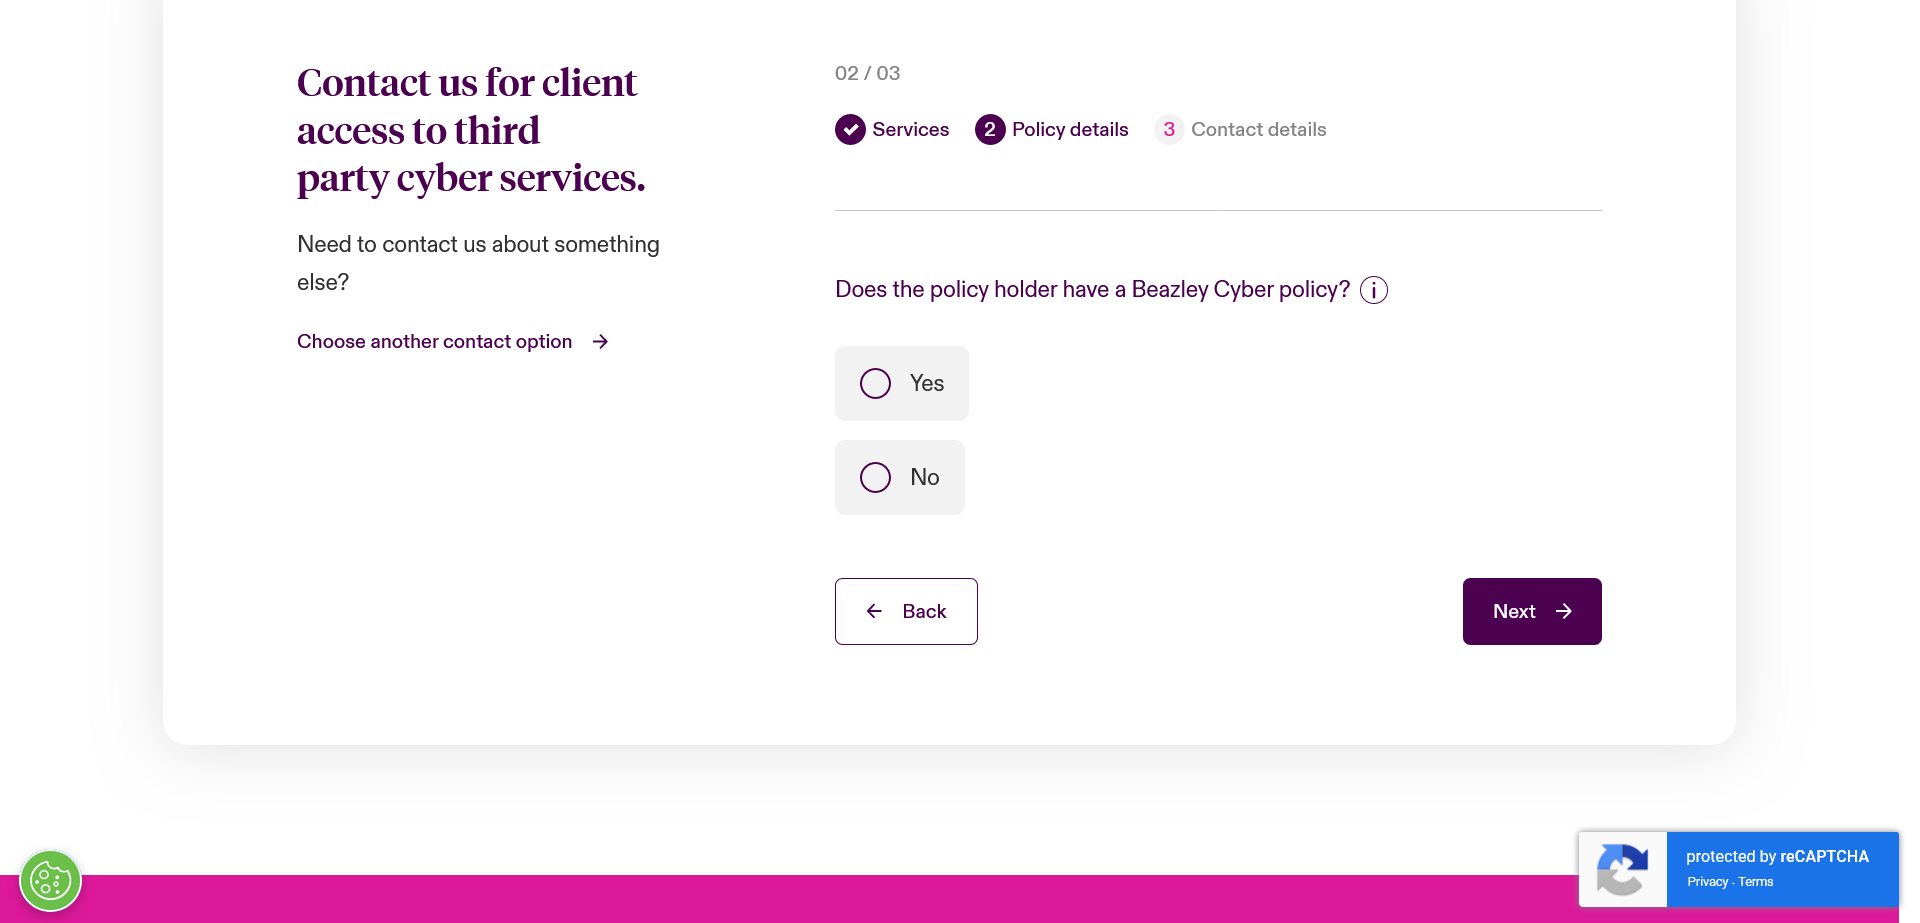 Contact us for client
access to third
party cyber services.
Need to contact us about something
else?
Choose another contact option
02 / 03
Services
2 Policy details
3 Contact details
Does the policy holder have a Beazley Cyber policy?
Yes
No
Back
Next
protected by reCAPTCHA
Privacy - Terms